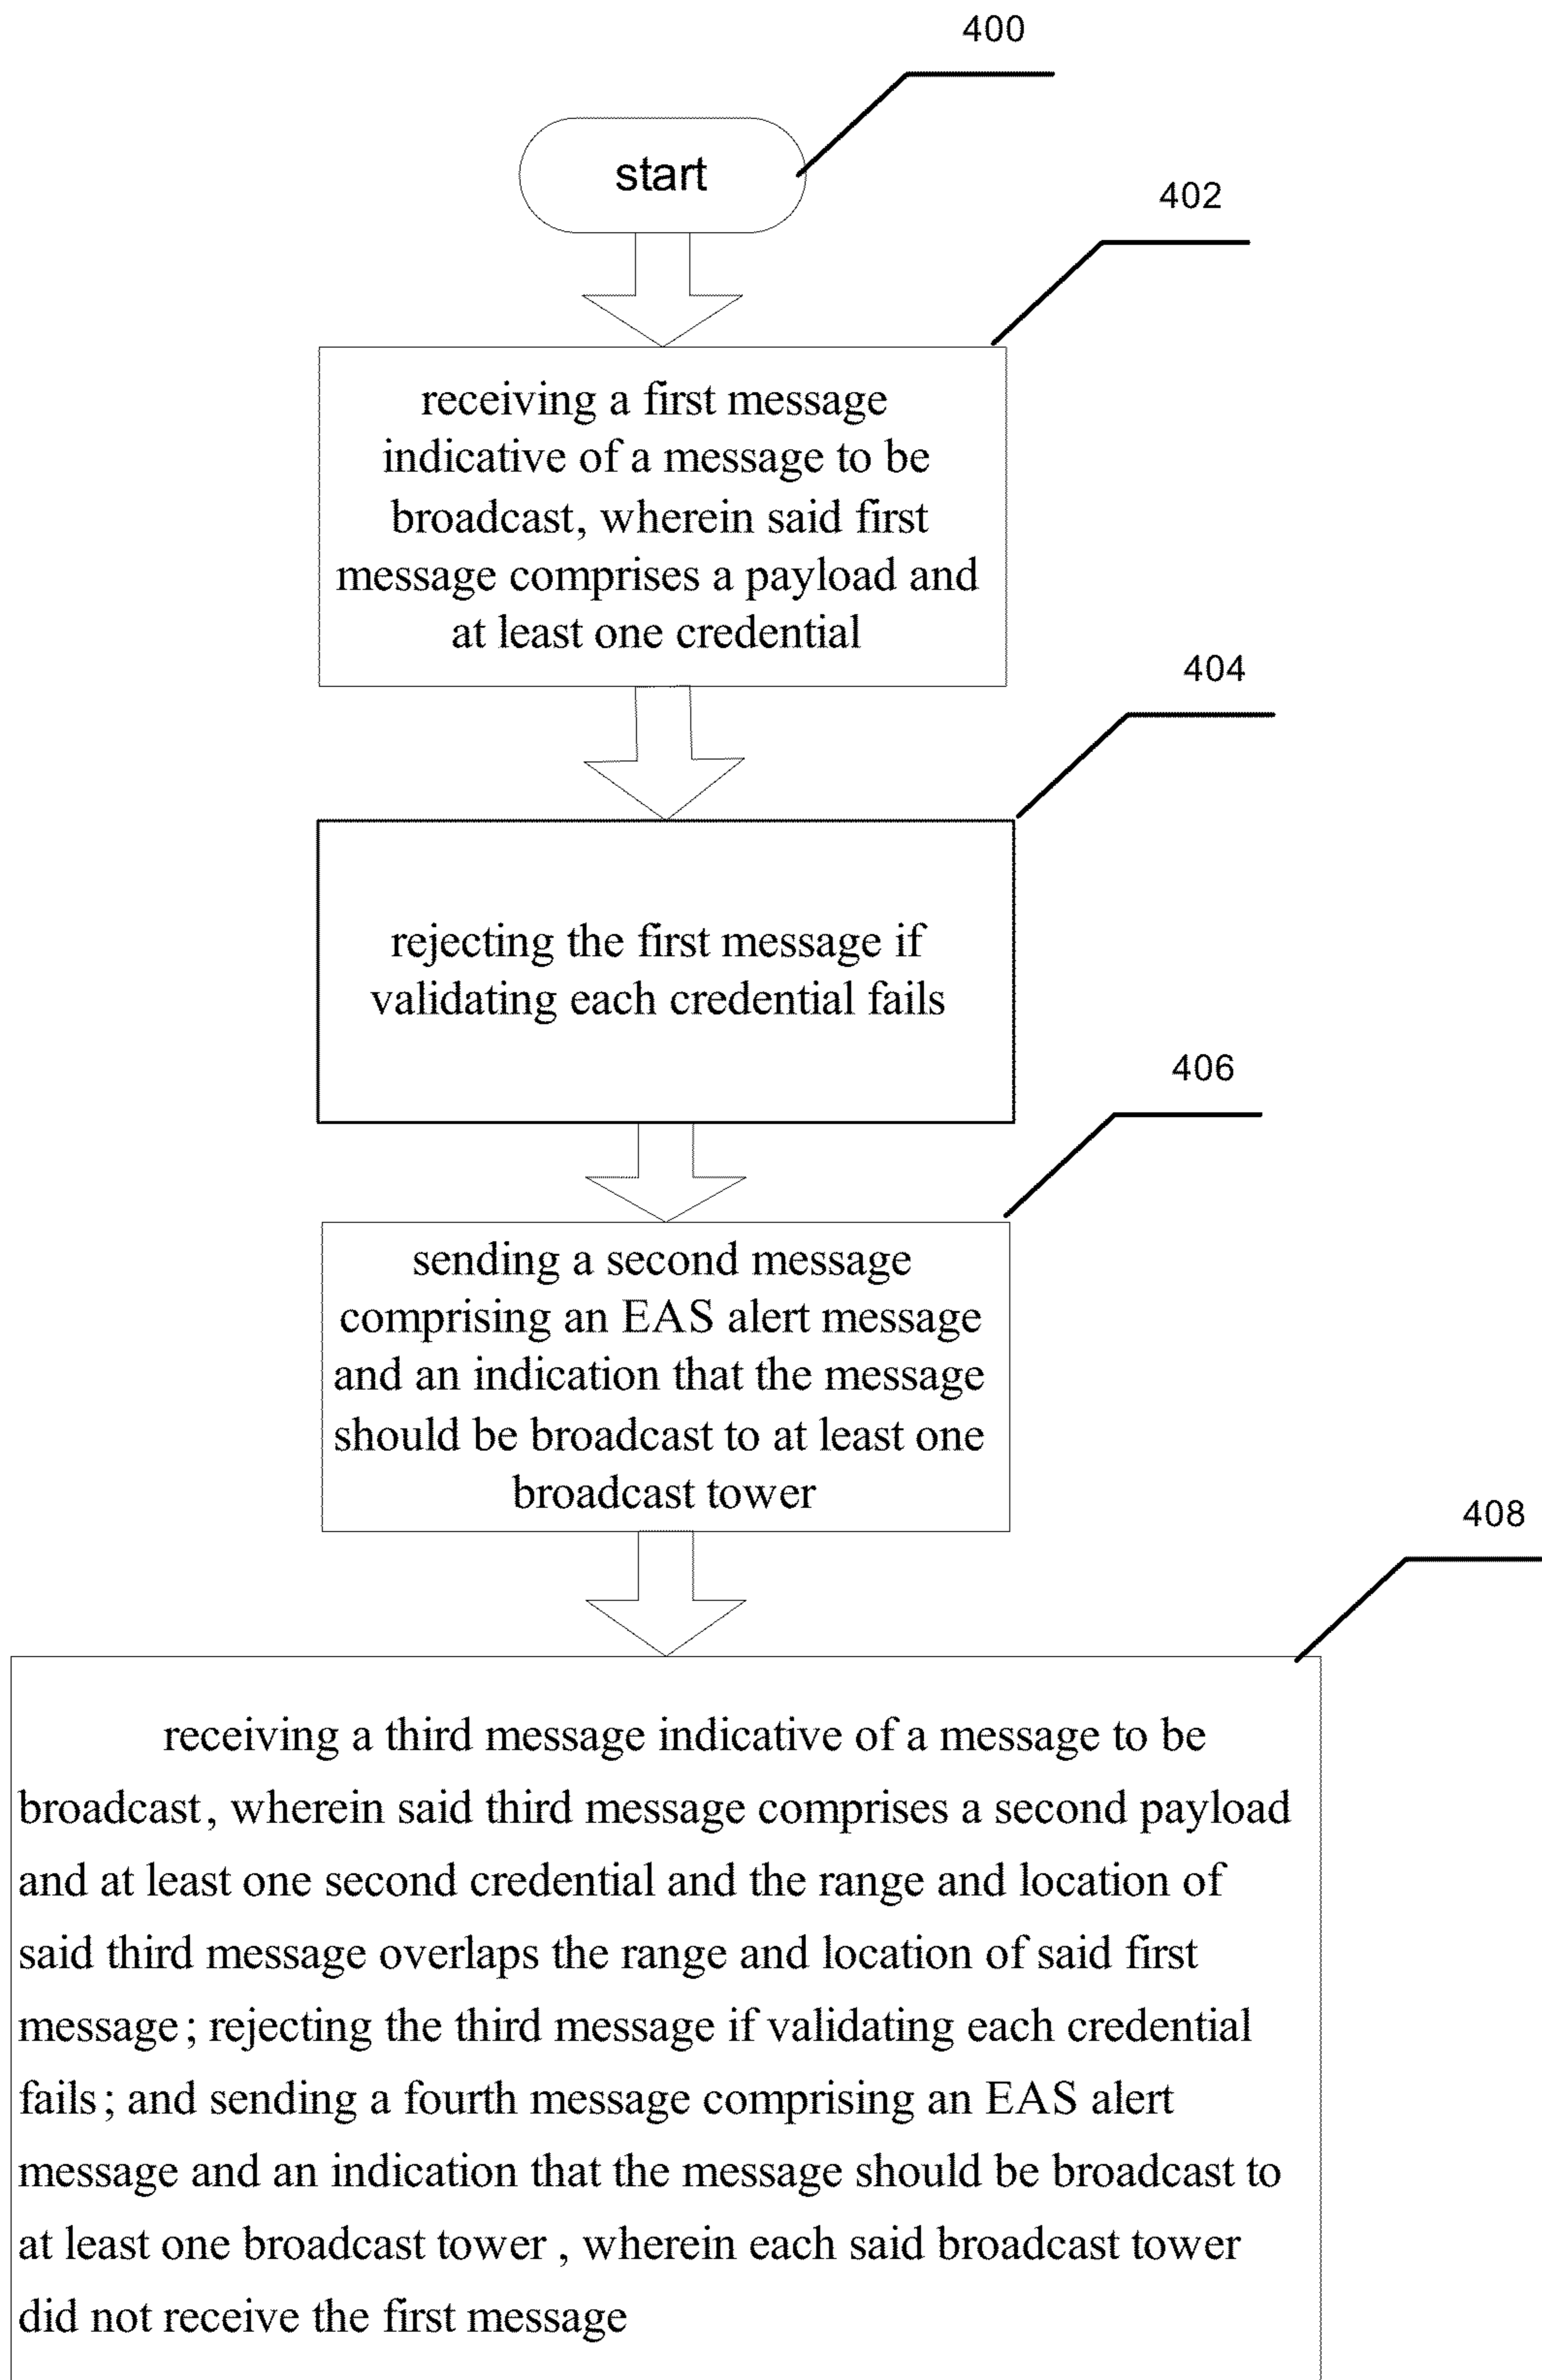 400
start
402
receiving a first message
indicative of a message to be
broadcast, wherein said first
message comprises a payload and
at least one credential
404
rejecting the first message if
validating each credential fails
406
sending a second message
comprising an EAS alert message
and an indication that the message
should be broadcast to at least one
broadcast tower
408
receiving a third message indicative of a message to be
broadcast, wherein said third message comprises a second payload
and at least one second credential and the range and location of
said third message overlaps the range and location of said first
message; rejecting the third message if validating each credential
fails; and sending a fourth message comprising an EAS alert
message and an indication that the message should be broadcast to
at least one broadcast tower , wherein each said broadcast tower
did not receive the first message